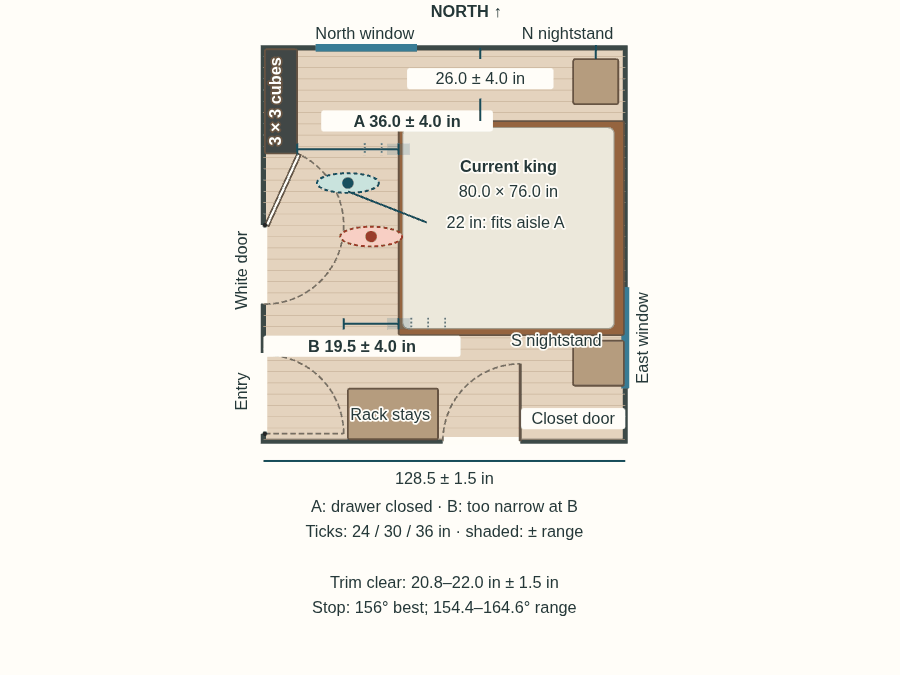 NORTH ↑
North window
N nightstand
3 × 3 cubes
26.0 ± 4.0 in
A 36.0 ± 4.0 in
Current king
80.0 × 76.0 in
22 in: fits aisle A
White door
East window
B 19.5 ± 4.0 in
S nightstand
Entry
Rack stays
Closet door
128.5 ± 1.5 in
A: drawer closed · B: too narrow at B
Ticks: 24 / 30 / 36 in · shaded: ± range
Trim clear: 20.8–22.0 in ± 1.5 in
Stop: 156° best; 154.4–164.6° range